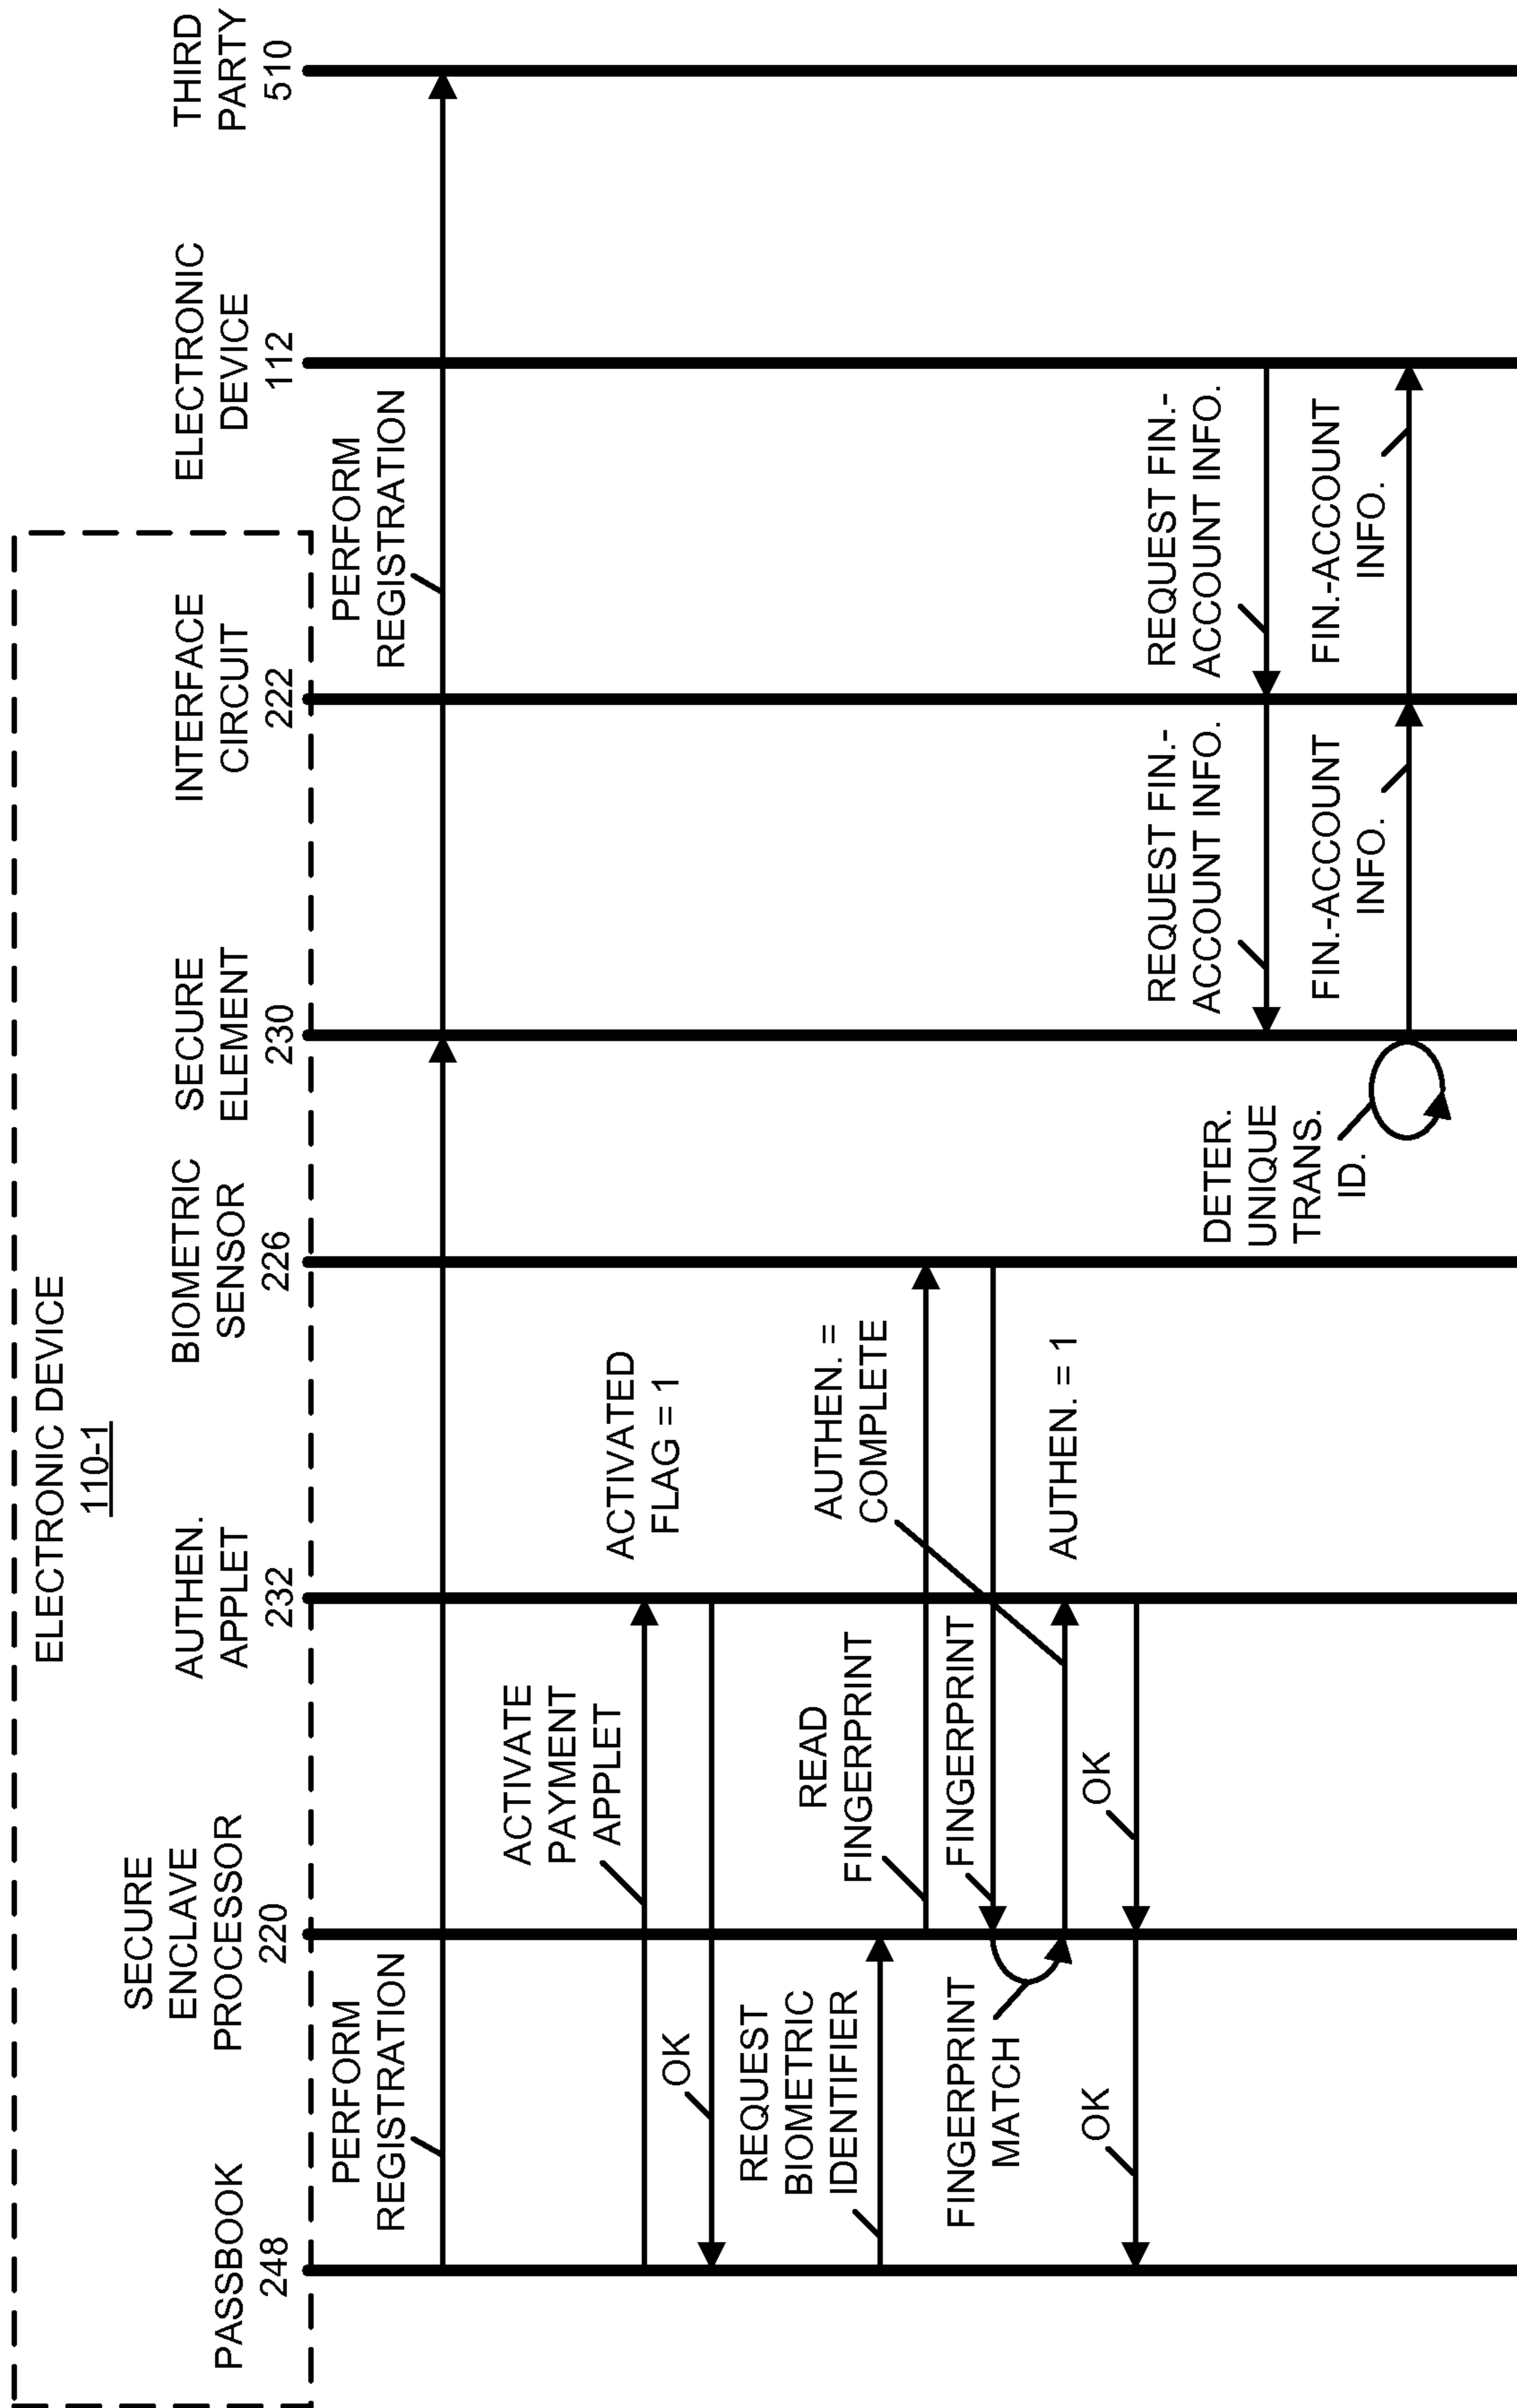 ELECTRONIC DEVICE
110-1
PASSBOOK
248
SECURE
ENCLAVE
PROCESSOR
220
AUTHEN.
APPLET
232
BIOMETRIC
SENSOR
226
SECURE
ELEMENT
230
INTERFACE
CIRCUIT
222
ELECTRONIC
DEVICE
112
THIRD
PARTY
510
PERFORM
REGISTRATION
PERFORM
REGISTRATION
ACTIVATE
PAYMENT
APPLET
ACTIVATED
FLAG = 1
OK
REQUEST
BIOMETRIC
IDENTIFIER
READ
FINGERPRINT
AUTHEN. =
COMPLETE
FINGERPRINT
FINGERPRINT
MATCH
AUTHEN. = 1
OK
OK
REQUEST FIN.-
ACCOUNT INFO.
REQUEST FIN.-
ACCOUNT INFO.
DETER.
UNIQUE
TRANS.
ID.
FIN.-ACCOUNT
INFO.
FIN.-ACCOUNT
INFO.